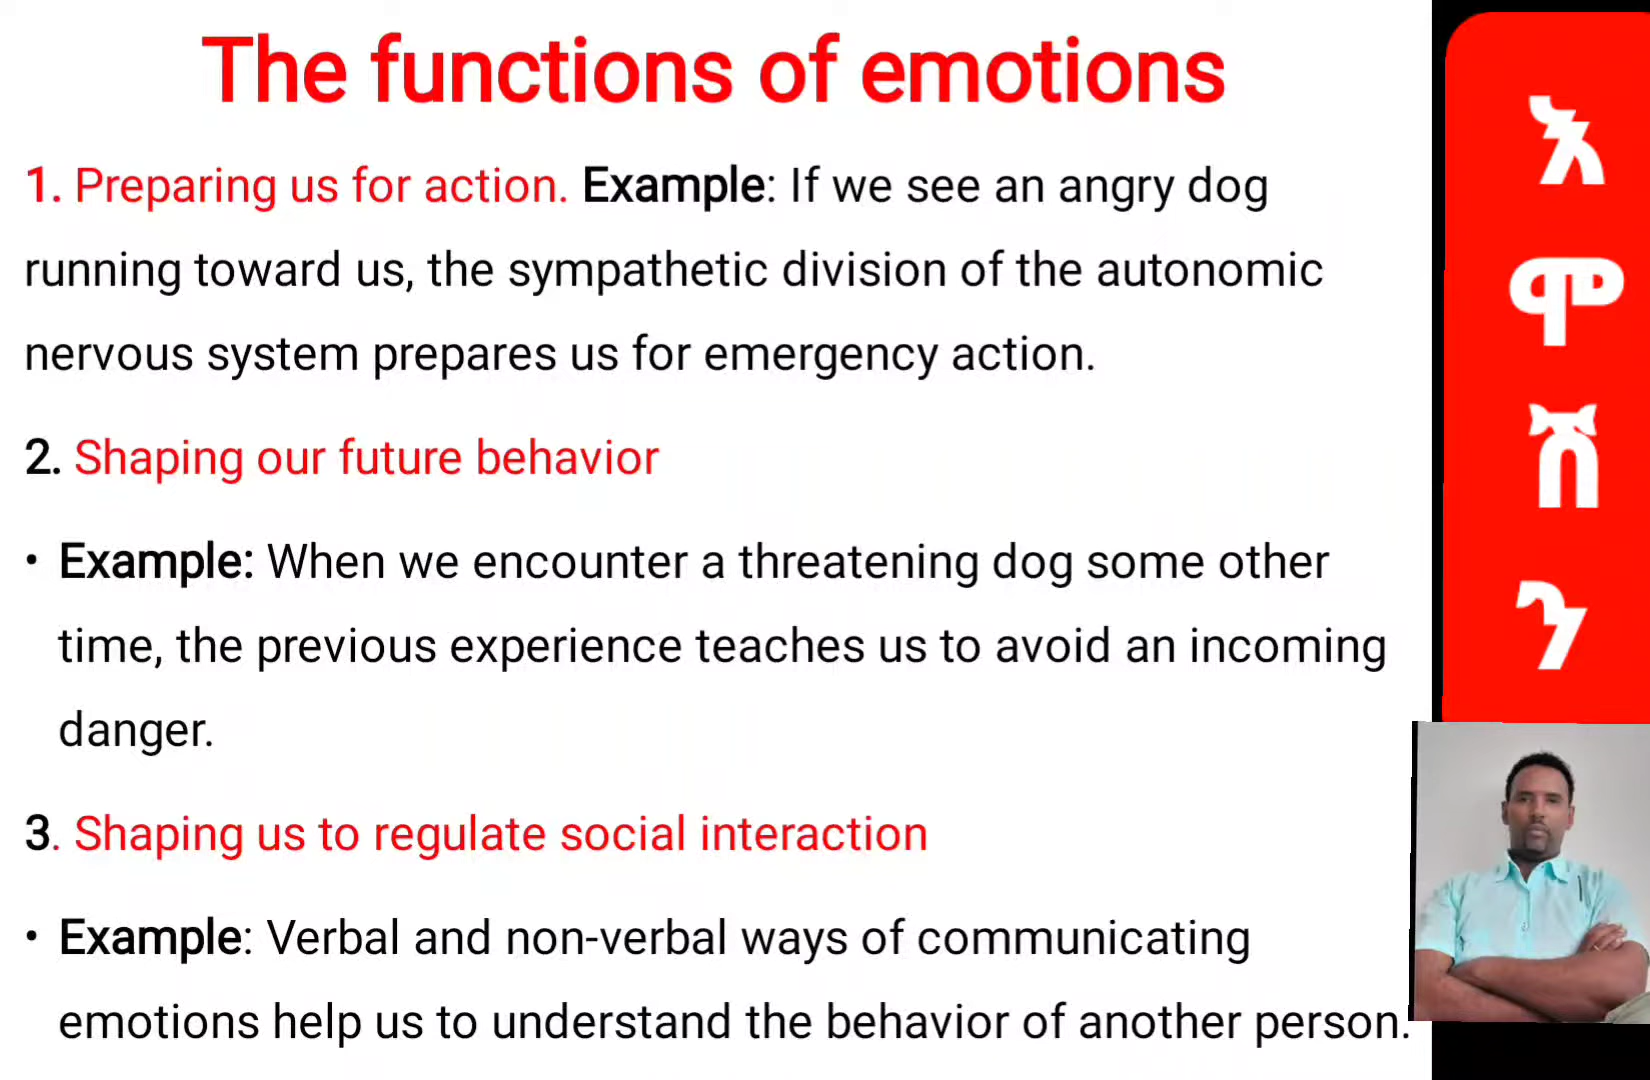 The functions of emotions
1. Preparing us for action. Example: If we see an angry dog
running toward us, the sympathetic division of the autonomic
nervous system prepares us for emergency action.
2. Shaping our future behavior
• Example: When we encounter a threatening dog some other
time, the previous experience teaches us to avoid an incoming
danger.
3. Shaping us to regulate social interaction
• Example: Verbal and non-verbal ways of communicating
emotions help us to understand the behavior of another person.
እ
ሞ
ሽ
ን